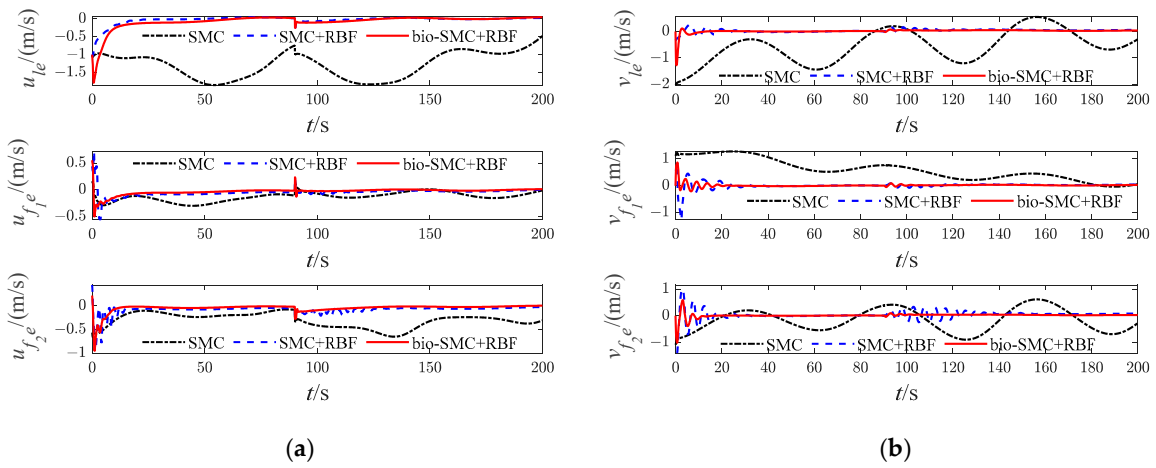 0
-0.5
-1
-1.5
u_le/(m/s)
SMC SMC+RBF bio-SMC+RBF
0 50 100 150 200
t/s
0.5
0
-0.5
u_f1e/(m/s)
SMC SMC+RBF bio-SMC+RBF
0 50 100 150 200
t/s
0
-0.5
-1
u_f2e/(m/s)
SMC SMC+RBF bio-SMC+RBF
0 50 100 150 200
t/s
(a)
0
-1
-2
v_le/(m/s)
SMC SMC+RBF bio-SMC+RBF
0 20 40 60 80 100 120 140 160 180 200
t/s
1
0
-1
v_f1e/(m/s)
SMC SMC+RBF bio-SMC+RBF
0 20 40 60 80 100 120 140 160 180 200
t/s
1
0
-1
v_f2e/(m/s)
SMC SMC+RBF bio-SMC+RBF
0 20 40 60 80 100 120 140 160 180 200
t/s
(b)